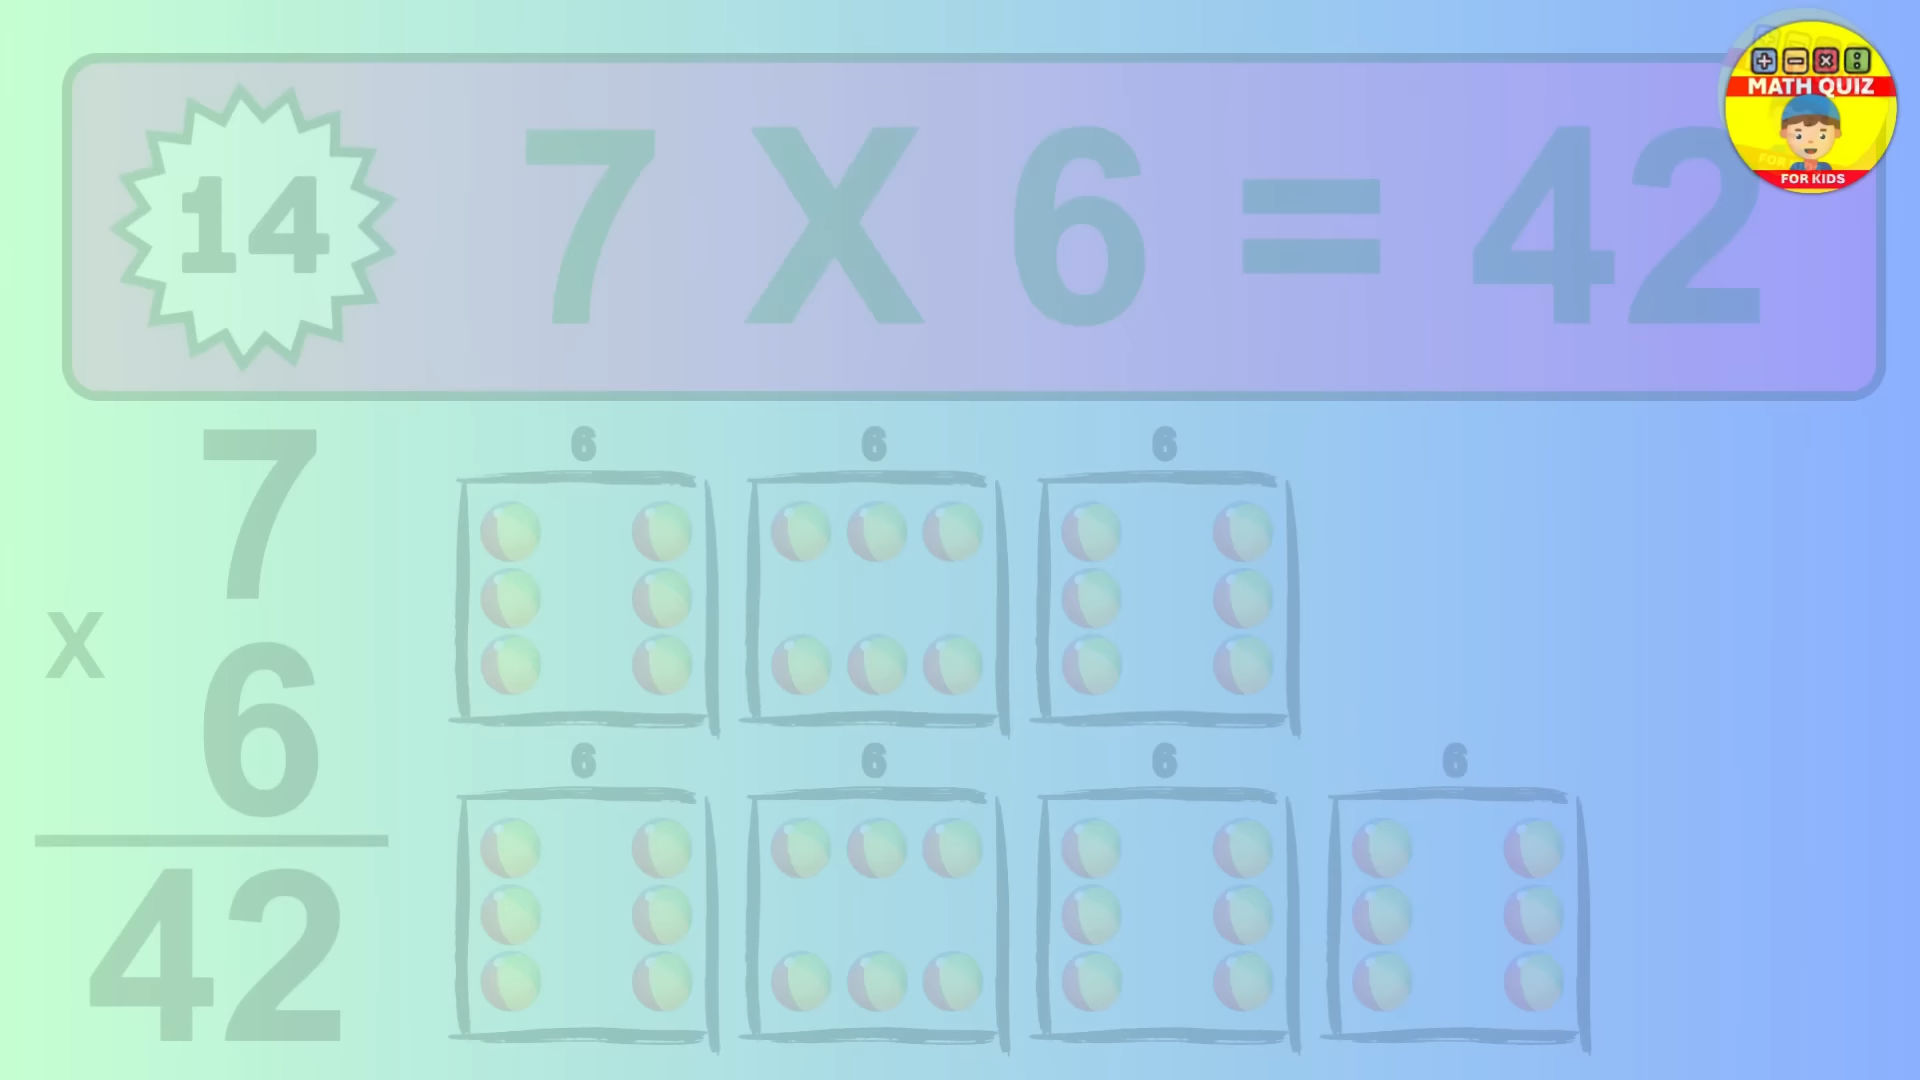 14 7 X 6 = 42
+ − × :
MATH QUIZ
FOR KIDS
7
x
6
42
6 6 6
6 6 6 6